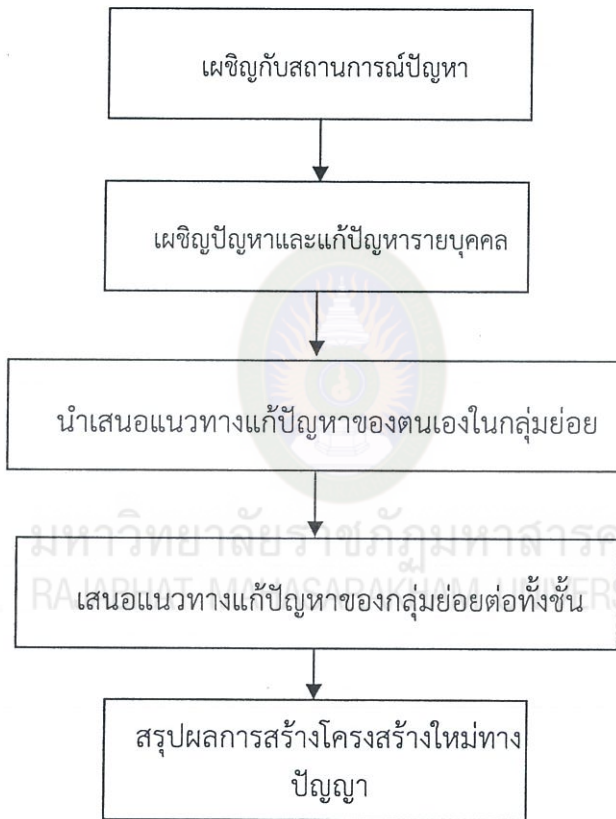 เผชิญกับสถานการณ์ปัญหา
เผชิญปัญหาและแก้ปัญหารายบุคคล
นำเสนอแนวทางแก้ปัญหาของตนเองในกลุ่มย่อย
มหาวิทยาลัยราชภัฏมหาสารค
เสนอแนวทางแก้ปัญหาของกลุ่มย่อยต่อทั้งชั้น
RAJABHAT MAHASARAKHAM UNIVERS
สรุปผลการสร้างโครงสร้างใหม่ทาง
ปัญญา